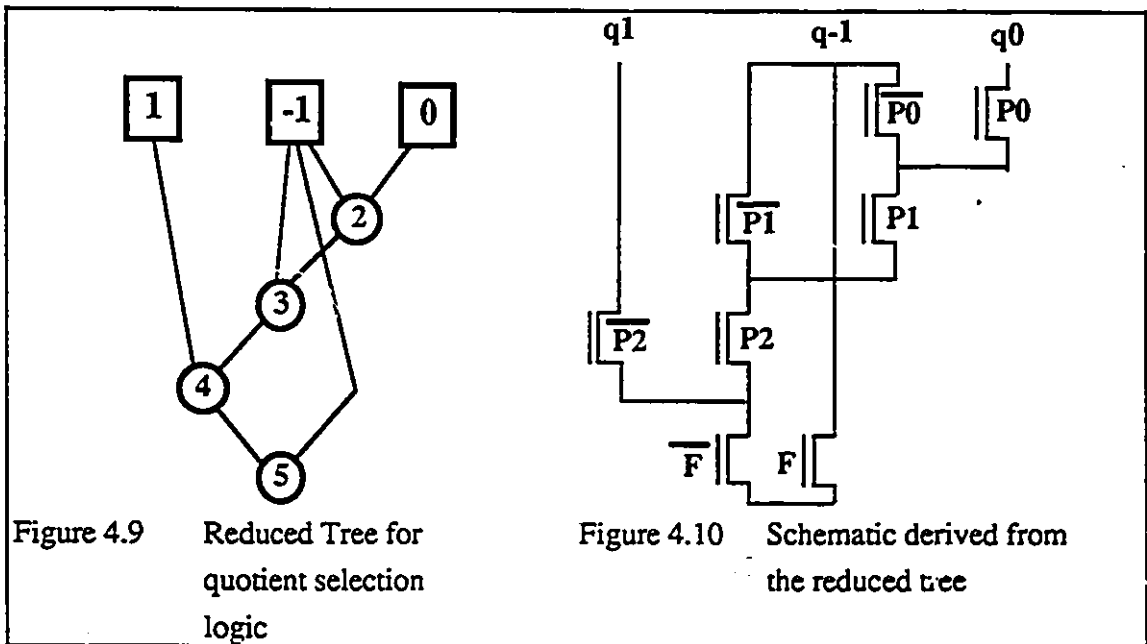 q1 q-1 q0
1 -1 0
P0 P0
2
P1 P1
3
P2 P2
4
F F
5
Figure 4.9 Reduced Tree for
quotient selection
logic
Figure 4.10 Schematic derived from
the reduced tree